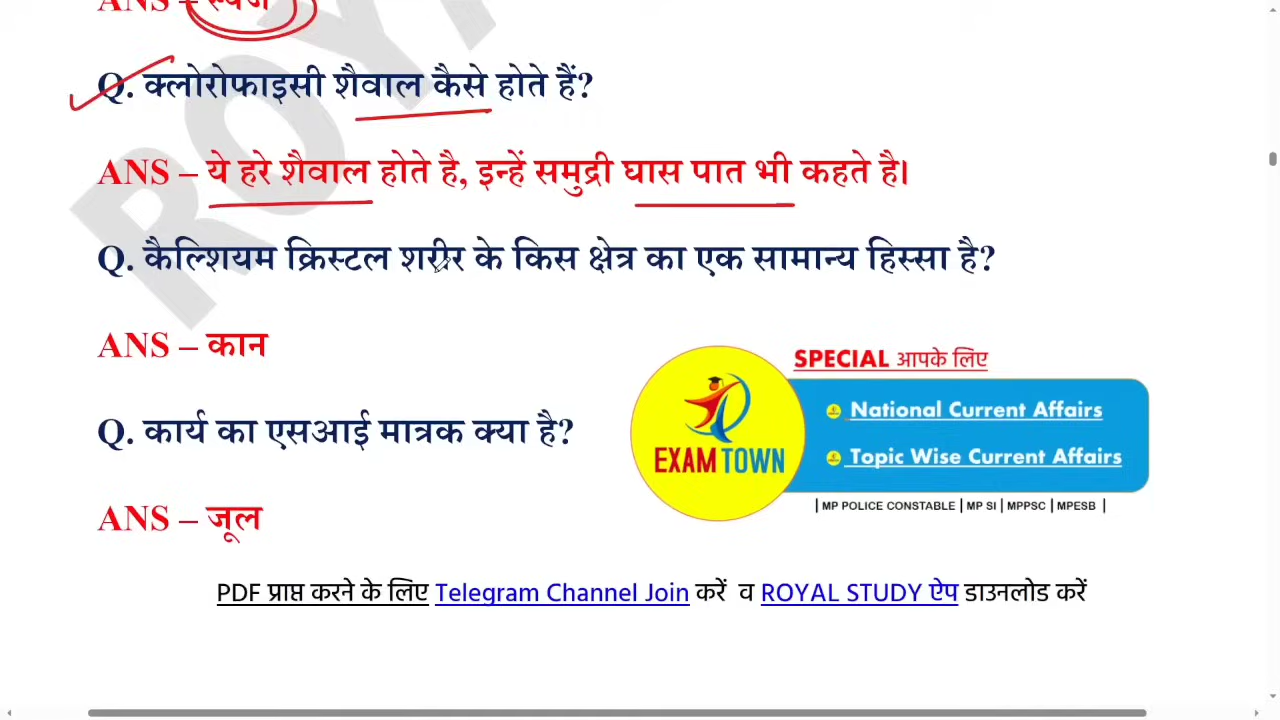 ANS – स्पंज
Q. क्लोरोफाइसी शैवाल कैसे होते हैं?
ANS – ये हरे शैवाल होते है, इन्हें समुद्री घास पात भी कहते है।
Q. कैल्शियम क्रिस्टल शरीर के किस क्षेत्र का एक सामान्य हिस्सा है?
ANS – कान
SPECIAL आपके लिए
National Current Affairs
EXAM TOWN
Topic Wise Current Affairs
| MP POLICE CONSTABLE | MP SI | MPPSC | MPESB |
Q. कार्य का एसआई मात्रक क्या है?
ANS – जूल
PDF प्राप्त करने के लिए Telegram Channel Join करें व ROYAL STUDY ऐप डाउनलोड करें